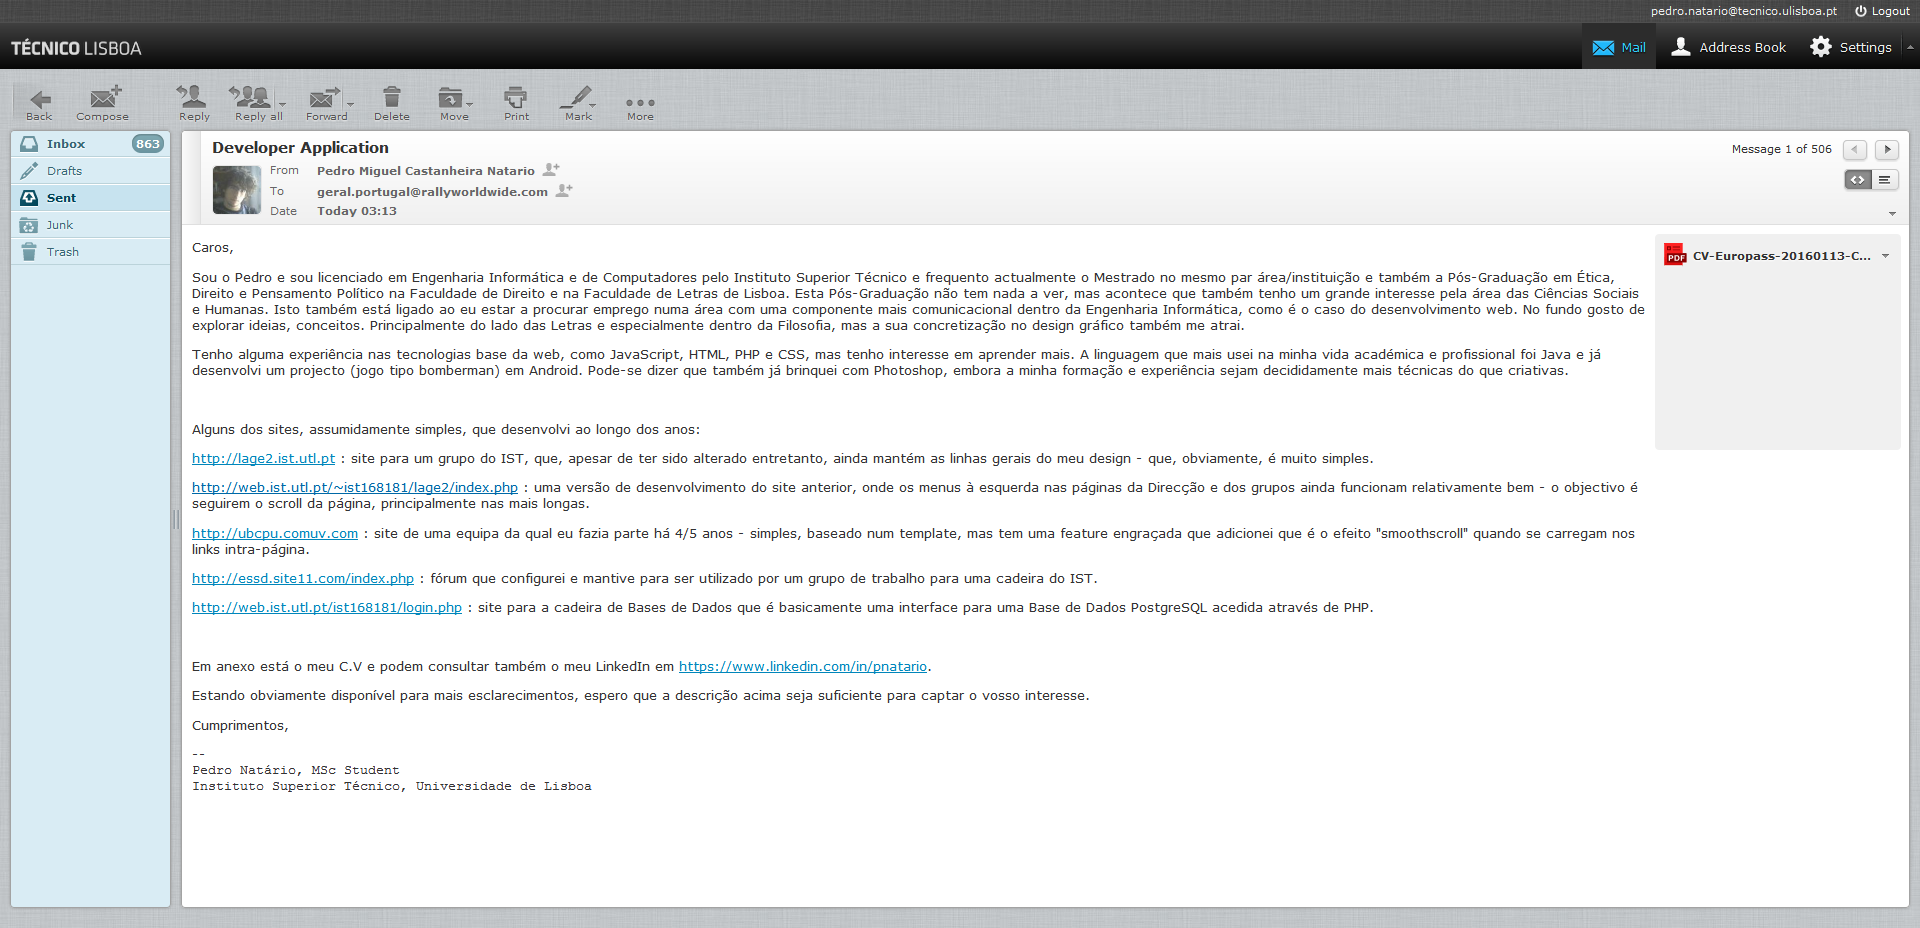 pedro.natario@tecnico.ulisboa.pt Logout
TÉCNICO LISBOA Mail Address Book Settings
Back Compose Reply Reply all Forward Delete Move Print Mark More
Inbox 863
Drafts
Sent
Junk
Trash
Developer Application
Message 1 of 506
From Pedro Miguel Castanheira Natario
To geral.portugal@rallyworldwide.com
Date Today 03:13
Caros,
Sou o Pedro e sou licenciado em Engenharia Informática e de Computadores pelo Instituto Superior Técnico e frequento actualmente o Mestrado no mesmo par área/instituição e também a Pós-Graduação em Ética,
Direito e Pensamento Político na Faculdade de Direito e na Faculdade de Letras de Lisboa. Esta Pós-Graduação não tem nada a ver, mas acontece que também tenho um grande interesse pela área das Ciências Sociais
e Humanas. Isto também está ligado ao eu estar a procurar emprego numa área com uma componente mais comunicacional dentro da Engenharia Informática, como é o caso do desenvolvimento web. No fundo gosto de
explorar ideias, conceitos. Principalmente do lado das Letras e especialmente dentro da Filosofia, mas a sua concretização no design gráfico também me atrai.
Tenho alguma experiência nas tecnologias base da web, como JavaScript, HTML, PHP e CSS, mas tenho interesse em aprender mais. A linguagem que mais usei na minha vida académica e profissional foi Java e já
desenvolvi um projecto (jogo tipo bomberman) em Android. Pode-se dizer que também já brinquei com Photoshop, embora a minha formação e experiência sejam decididamente mais técnicas do que criativas.
Alguns dos sites, assumidamente simples, que desenvolvi ao longo dos anos:
http://lage2.ist.utl.pt : site para um grupo do IST, que, apesar de ter sido alterado entretanto, ainda mantém as linhas gerais do meu design - que, obviamente, é muito simples.
http://web.ist.utl.pt/~ist168181/lage2/index.php : uma versão de desenvolvimento do site anterior, onde os menus à esquerda nas páginas da Direcção e dos grupos ainda funcionam relativamente bem - o objectivo é
seguirem o scroll da página, principalmente nas mais longas.
http://ubcpu.comuv.com : site de uma equipa da qual eu fazia parte há 4/5 anos - simples, baseado num template, mas tem uma feature engraçada que adicionei que é o efeito "smoothscroll" quando se carregam nos
links intra-página.
http://essd.site11.com/index.php : fórum que configurei e mantive para ser utilizado por um grupo de trabalho para uma cadeira do IST.
http://web.ist.utl.pt/ist168181/login.php : site para a cadeira de Bases de Dados que é basicamente uma interface para uma Base de Dados PostgreSQL acedida através de PHP.
Em anexo está o meu C.V e podem consultar também o meu LinkedIn em https://www.linkedin.com/in/pnatario.
Estando obviamente disponível para mais esclarecimentos, espero que a descrição acima seja suficiente para captar o vosso interesse.
Cumprimentos,
--
Pedro Natário, MSc Student
Instituto Superior Técnico, Universidade de Lisboa
PDF CV-Europass-20160113-C...